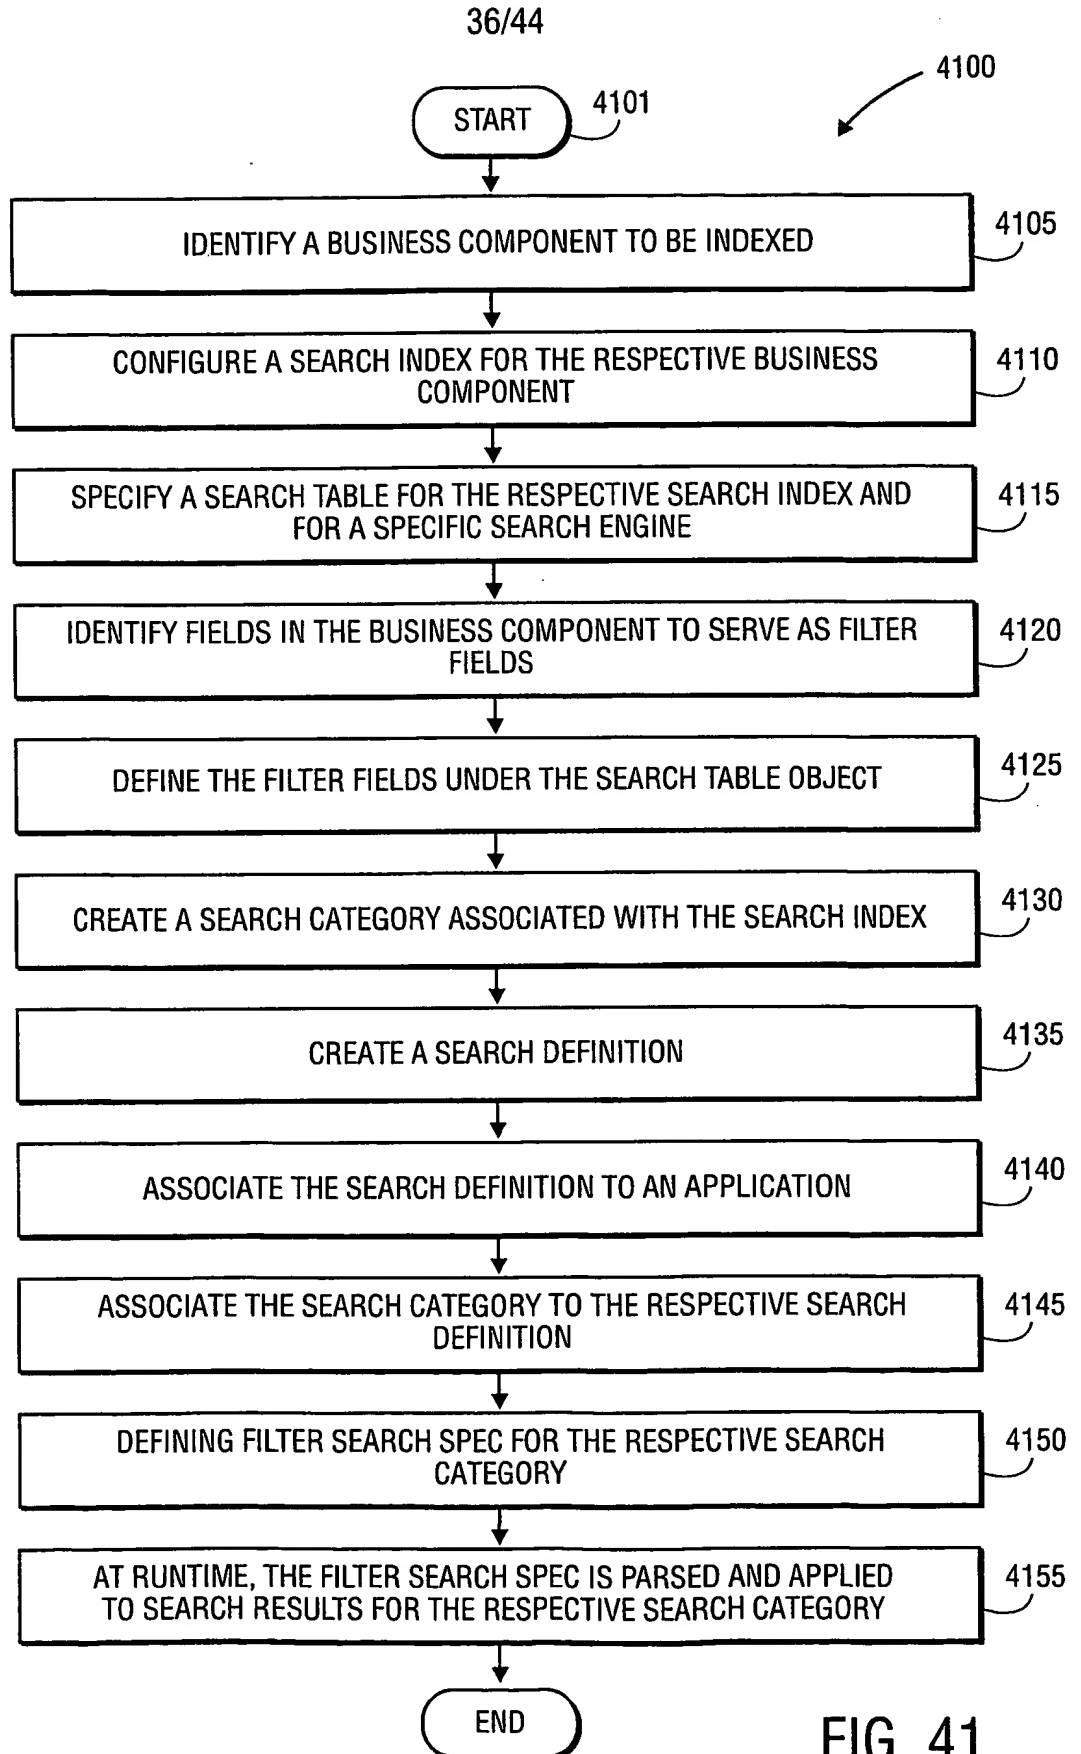 36/44
4100
START
4101
IDENTIFY A BUSINESS COMPONENT TO BE INDEXED
4105
CONFIGURE A SEARCH INDEX FOR THE RESPECTIVE BUSINESS
COMPONENT
4110
SPECIFY A SEARCH TABLE FOR THE RESPECTIVE SEARCH INDEX AND
FOR A SPECIFIC SEARCH ENGINE
4115
IDENTIFY FIELDS IN THE BUSINESS COMPONENT TO SERVE AS FILTER
FIELDS
4120
DEFINE THE FILTER FIELDS UNDER THE SEARCH TABLE OBJECT
4125
CREATE A SEARCH CATEGORY ASSOCIATED WITH THE SEARCH INDEX
4130
CREATE A SEARCH DEFINITION
4135
ASSOCIATE THE SEARCH DEFINITION TO AN APPLICATION
4140
ASSOCIATE THE SEARCH CATEGORY TO THE RESPECTIVE SEARCH
DEFINITION
4145
DEFINING FILTER SEARCH SPEC FOR THE RESPECTIVE SEARCH
CATEGORY
4150
AT RUNTIME, THE FILTER SEARCH SPEC IS PARSED AND APPLIED
TO SEARCH RESULTS FOR THE RESPECTIVE SEARCH CATEGORY
4155
END
FIG. 41